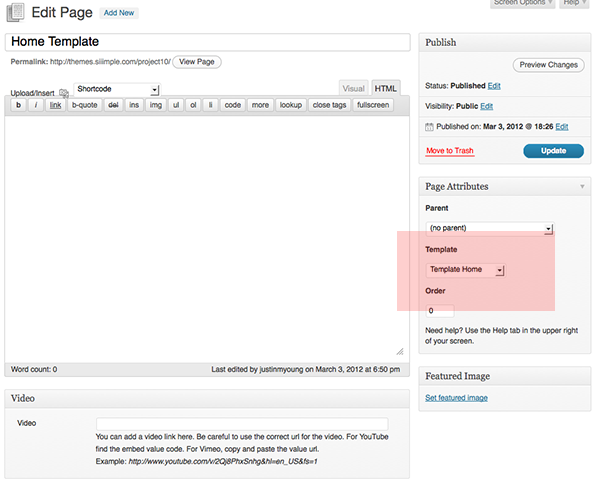 Screen Options Help
Edit Page Add New
Home Template
Permalink: http://themes.siiimple.com/project10/ View Page
Upload/Insert Shortcode Visual HTML
b i link b-quote del ins img ul ol li code more lookup close tags fullscreen
Word count: 0 Last edited by justinmyoung on March 3, 2012 at 6:50 pm
Video
Video
You can add a video link here. Be careful to use the correct url for the video. For YouTube
find the embed value code. For Vimeo, copy and paste the value url.
Example: http://www.youtube.com/v/2Qj8PhxSnhg&hl=en_US&fs=1
Publish
Preview Changes
Status: Published Edit
Visibility: Public Edit
Published on: Mar 3, 2012 @ 18:26 Edit
Move to Trash Update
Page Attributes
Parent
(no parent)
Template
Template Home
Order
0
Need help? Use the Help tab in the upper right
of your screen.
Featured Image
Set featured image